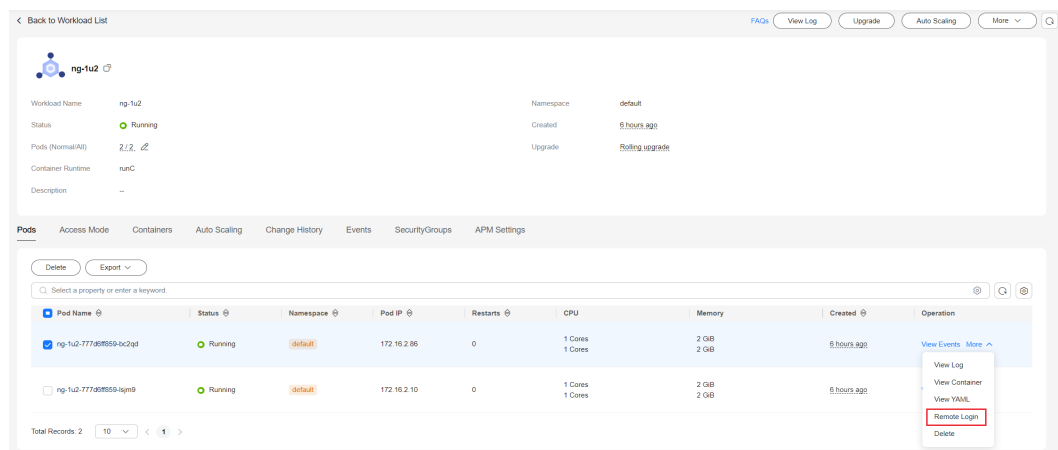 Back to Workload List
FAQs View Log Upgrade Auto Scaling More
ng-1u2
Workload Name ng-1u2 Namespace default
Status Running Created 6 hours ago
Pods (Normal/All) 2 / 2 Upgrade Rolling upgrade
Container Runtime runC
Description --
Pods Access Mode Containers Auto Scaling Change History Events SecurityGroups APM Settings
Delete Export
Select a property or enter a keyword.
Pod Name Status Namespace Pod IP Restarts CPU Memory Created Operation
ng-1u2-777d6ff859-bc2qd Running default 172.16.2.86 0 1 Cores 2 GiB 6 hours ago View Events More
1 Cores 2 GiB
View Log
View Container
ng-1u2-777d6ff859-lsjm9 Running default 172.16.2.10 0 1 Cores 2 GiB 6 hours ago
1 Cores 2 GiB
View YAML
Remote Login
Delete
Total Records: 2 10 1